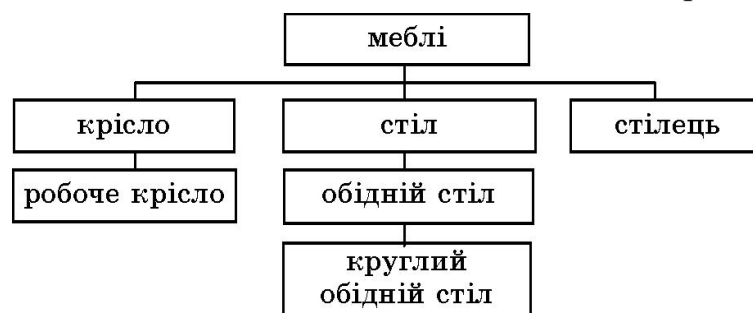 меблі
крісло
стіл
стілець
робоче крісло
обідній стіл
круглий
обідній стіл